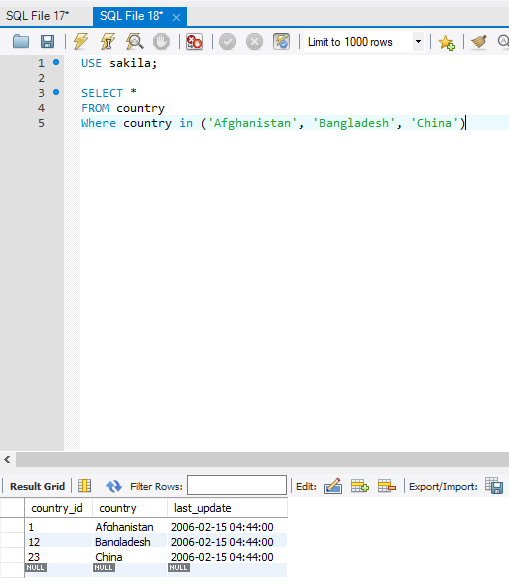 SQL File 17* SQL File 18* ×
Limit to 1000 rows
1 USE sakila;
2
3 SELECT *
4 FROM country
5 Where country in ('Afghanistan', 'Bangladesh', 'China')
Result Grid Filter Rows: Edit: Export/Import:
country_id country last_update
1 Afghanistan 2006-02-15 04:44:00
12 Bangladesh 2006-02-15 04:44:00
23 China 2006-02-15 04:44:00
NULL NULL NULL